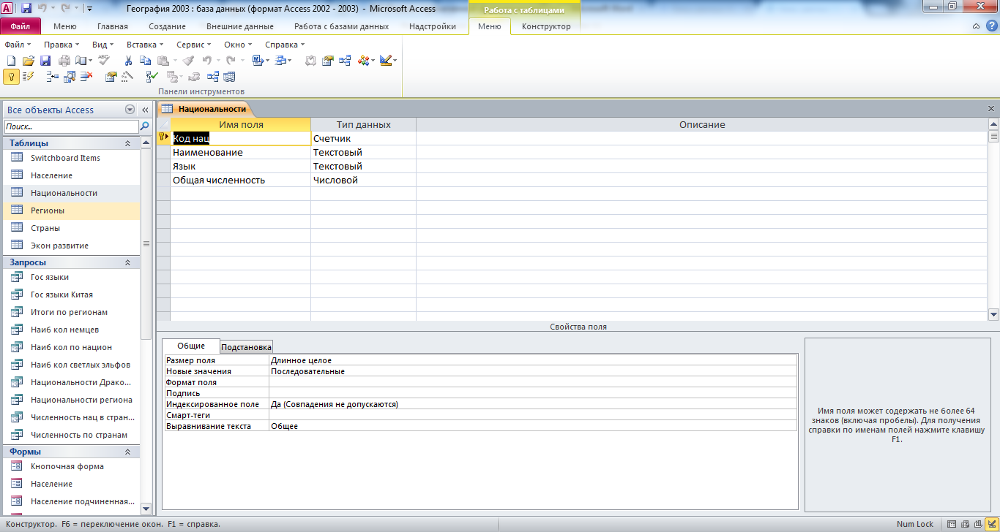 География 2003 : база данных (формат Access 2002 - 2003) - Microsoft Access
Работа с таблицами
Файл Меню Главная Создание Внешние данные Работа с базами данных Надстройки Меню Конструктор
Файл Правка Вид Вставка Сервис Окно Справка
Панели инструментов
Все объекты Access
Поиск...
Таблицы
Switchboard Items
Население
Национальности
Регионы
Страны
Экон развитие
Запросы
Гос языки
Гос языки Китая
Итоги по регионам
Наиб кол немцев
Наиб кол по национ
Наиб кол светлых эльфов
Национальности Драко...
Национальности региона
Численность нац в стран...
Численность по странам
Формы
Кнопочная форма
Население
Население подчиненная...
Национальности
Имя поля Тип данных Описание
Код нац Счетчик
Наименование Текстовый
Язык Текстовый
Общая численность Числовой
Свойства поля
Общие Подстановка
Размер поля Длинное целое
Новые значения Последовательные
Формат поля
Подпись
Индексированное поле Да (Совпадения не допускаются)
Смарт-теги
Выравнивание текста Общее
Имя поля может содержать не более 64
знаков (включая пробелы). Для получения
справки по именам полей нажмите клавишу
F1.
Конструктор. F6 = переключение окон. F1 = справка.
Num Lock